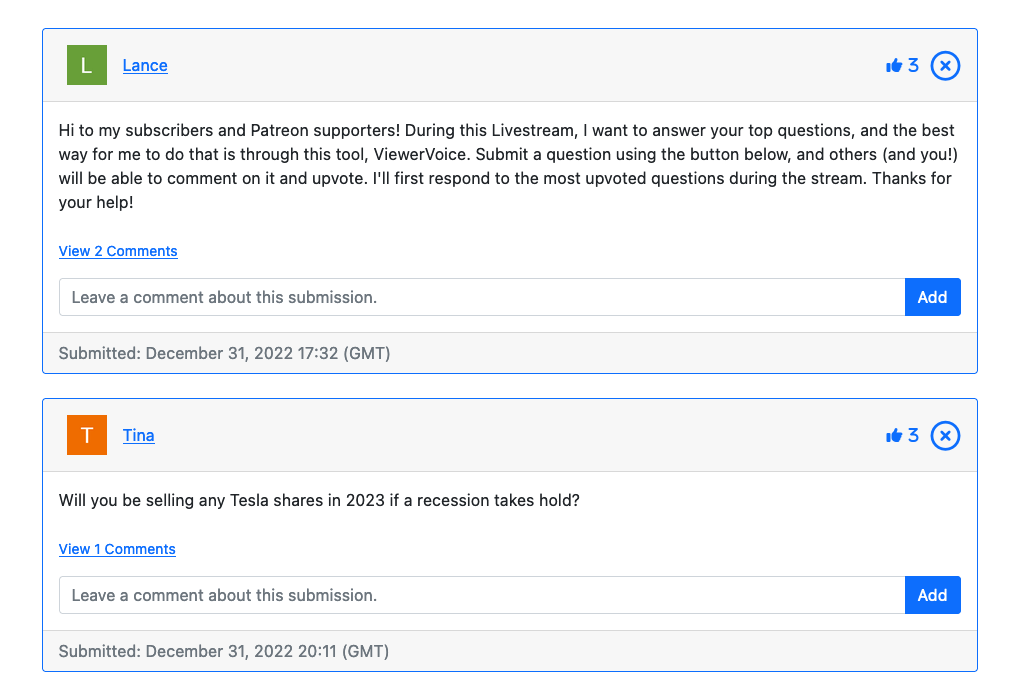 L
Lance
3
Hi to my subscribers and Patreon supporters! During this Livestream, I want to answer your top questions, and the best
way for me to do that is through this tool, ViewerVoice. Submit a question using the button below, and others (and you!)
will be able to comment on it and upvote. I'll first respond to the most upvoted questions during the stream. Thanks for
your help!
View 2 Comments
Leave a comment about this submission.
Add
Submitted: December 31, 2022 17:32 (GMT)
T
Tina
3
Will you be selling any Tesla shares in 2023 if a recession takes hold?
View 1 Comments
Leave a comment about this submission.
Add
Submitted: December 31, 2022 20:11 (GMT)